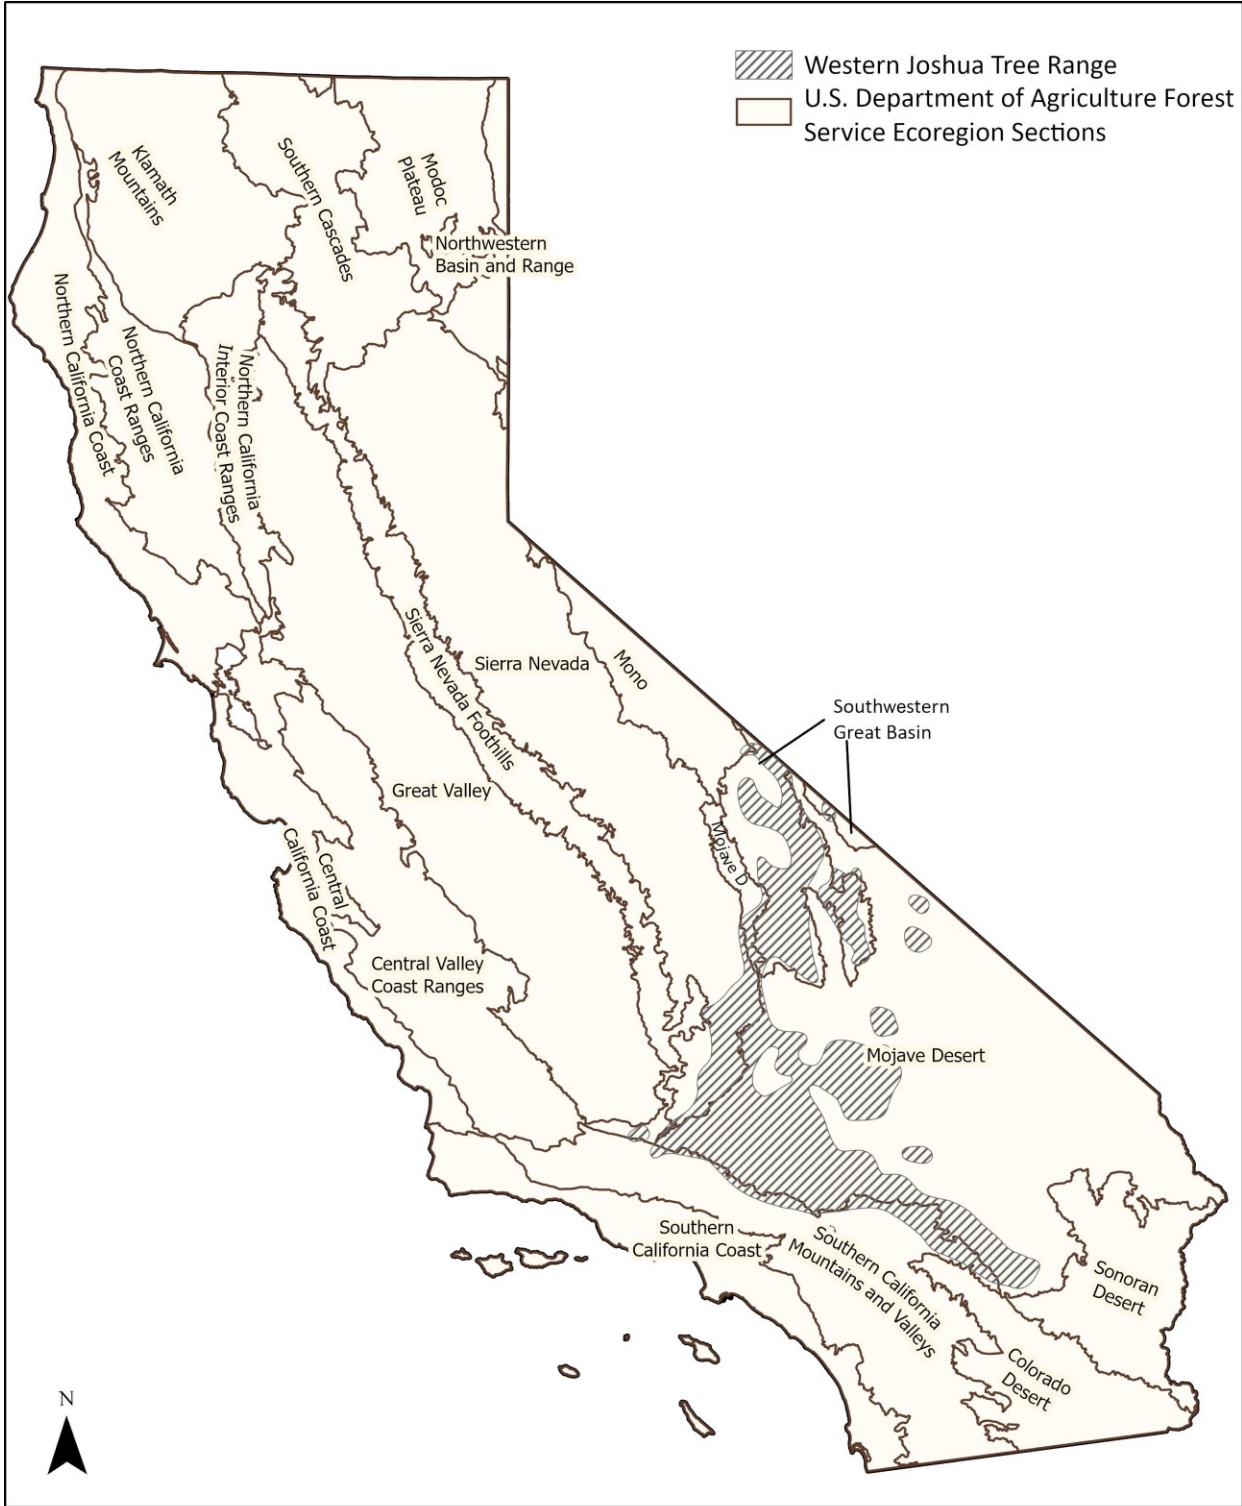 Western Joshua Tree Range
U.S. Department of Agriculture Forest
Service Ecoregion Sections
Klamath
Mountains
Southern Cascades
Modoc
Plateau
Northwestern
Basin and Range
Northern California Coast
Northern California
Coast Ranges
Northern California
Interior Coast Ranges
Sierra Nevada Foothills
Sierra Nevada
Mono
Southwestern
Great Basin
Great Valley
Mojave D
Central
California Coast
Central Valley
Coast Ranges
Mojave Desert
Southern
California Coast
Southern California
Mountains and Valleys
Sonoran
Desert
Colorado
Desert
N